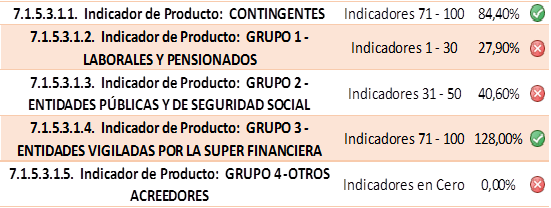 7.1.5.3.1.1. Indicador de Producto: CONTINGENTES Indicadores 71 - 100 84,40%
7.1.5.3.1.2. Indicador de Producto: GRUPO 1 -
LABORALES Y PENSIONADOS Indicadores 1 - 30 27,90%
7.1.5.3.1.3. Indicador de Producto: GRUPO 2 -
ENTIDADES PÚBLICAS Y DE SEGURIDAD SOCIAL Indicadores 31 - 50 40,60%
7.1.5.3.1.4. Indicador de Producto: GRUPO 3 -
ENTIDADES VIGILADAS POR LA SUPER FINANCIERA Indicadores 71 - 100 128,00%
7.1.5.3.1.5. Indicador de Producto: GRUPO 4 -OTROS
ACREEDORES Indicadores en Cero 0,00%